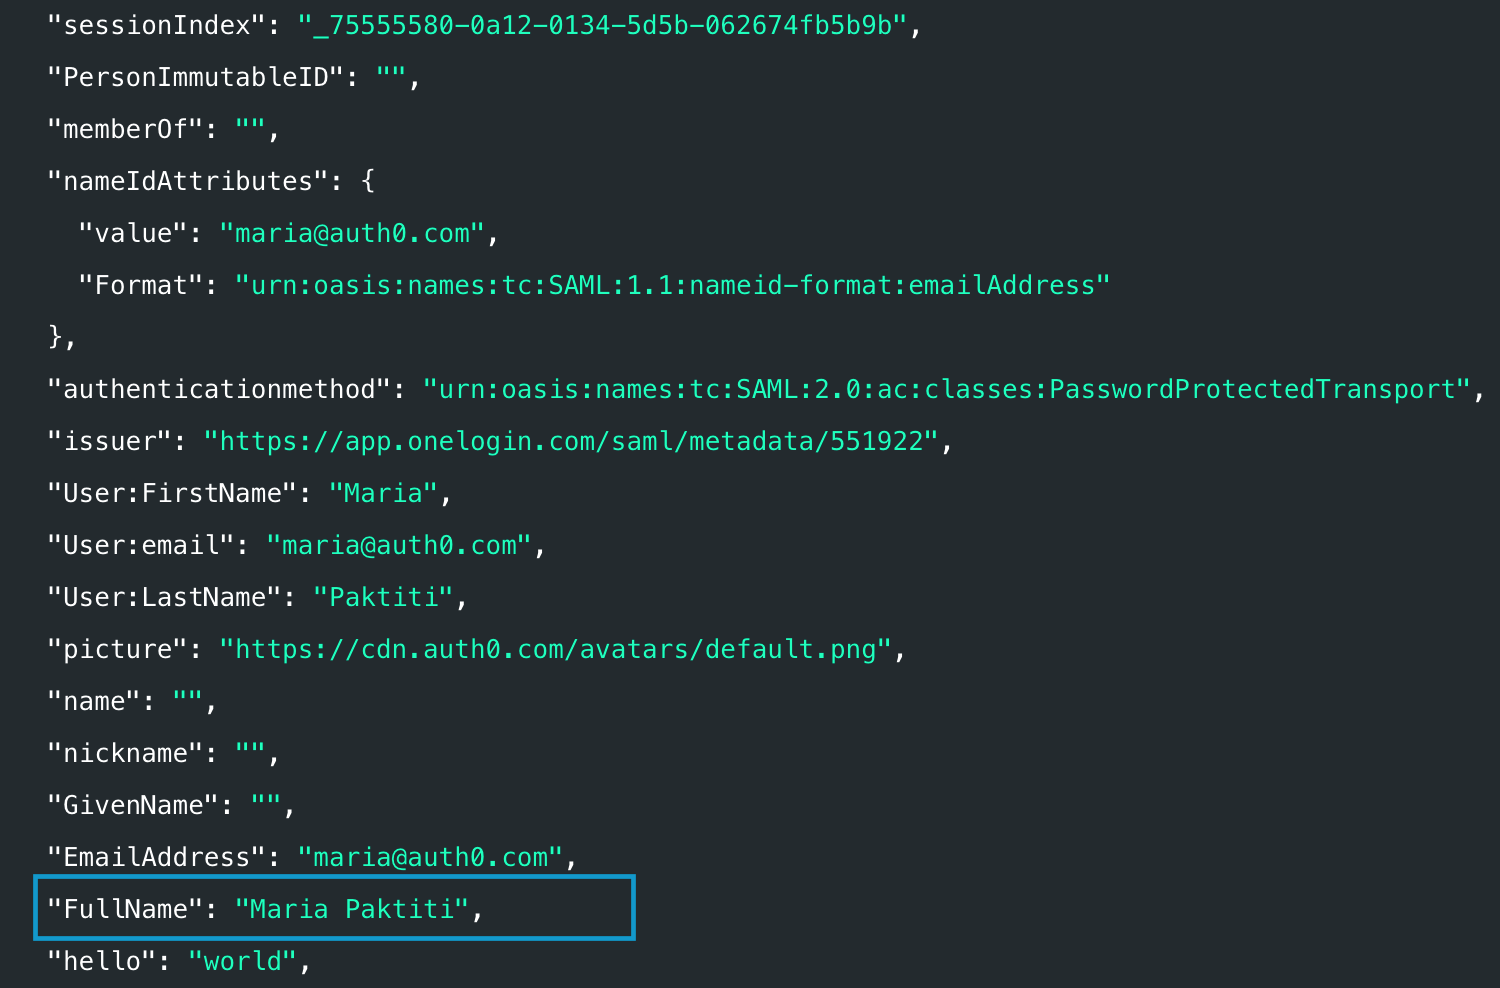 "sessionIndex": "_75555580-0a12-0134-5d5b-062674fb5b9b",
"PersonImmutableID": "",
"memberOf": "",
"nameIdAttributes": {
"value": "maria@auth0.com",
"Format": "urn:oasis:names:tc:SAML:1.1:nameid-format:emailAddress"
},
"authenticationmethod": "urn:oasis:names:tc:SAML:2.0:ac:classes:PasswordProtectedTransport",
"issuer": "https://app.onelogin.com/saml/metadata/551922",
"User:FirstName": "Maria",
"User:email": "maria@auth0.com",
"User:LastName": "Paktiti",
"picture": "https://cdn.auth0.com/avatars/default.png",
"name": "",
"nickname": "",
"GivenName": "",
"EmailAddress": "maria@auth0.com",
"FullName": "Maria Paktiti",
"hello": "world",